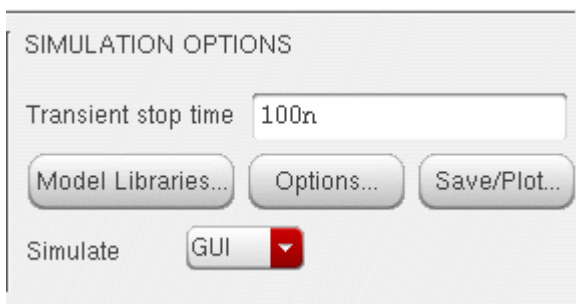 SIMULATION OPTIONS
Transient stop time 100n
Model Libraries... Options... Save/Plot...
Simulate GUI